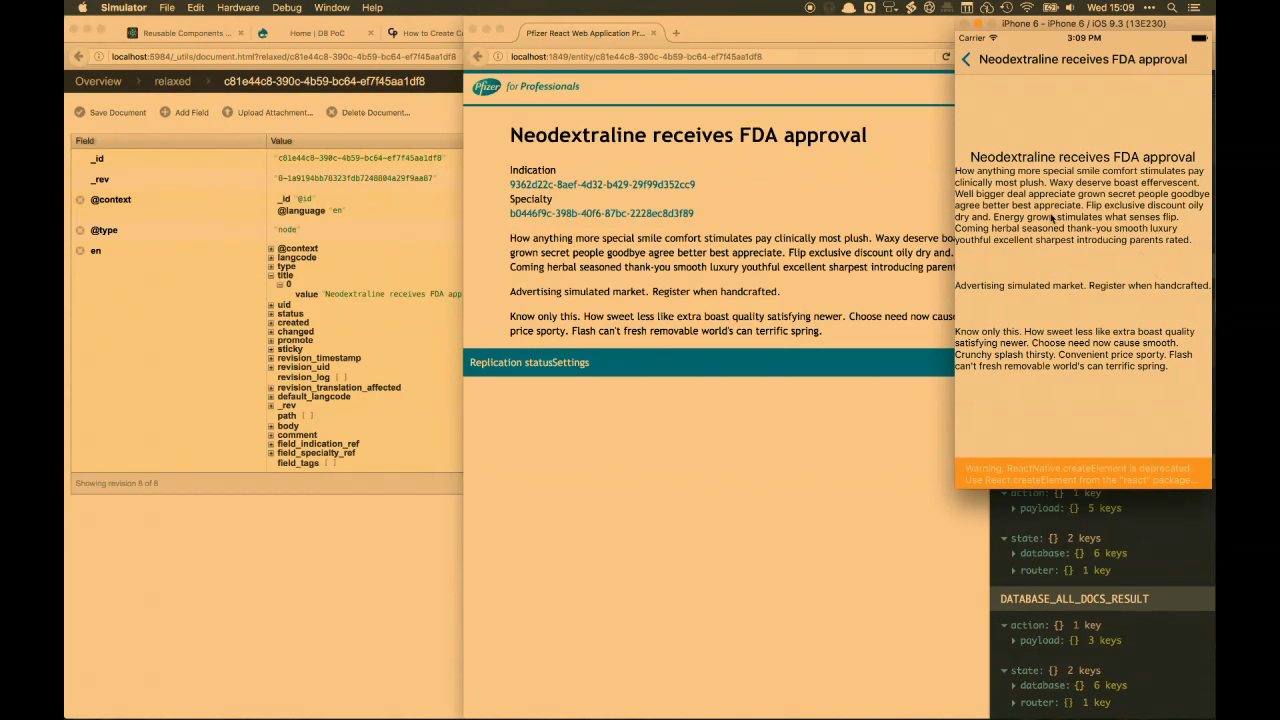 Simulator File Edit Hardware Debug Window Help
Wed 15:09
Reusable Components ...
Home | D8 PoC
How to Create C
localhost:5984/_utils/document.html?relaxed/c81e44c8-390c-4b59-bc64-ef7f45aa1df8
Overview relaxed c81e44c8-390c-4b59-bc64-ef7f45aa1df8
Save Document Add Field Upload Attachment... Delete Document...
Field Value
_id "c81e44c8-390c-4b59-bc64-ef7f45aa1df8"
_rev "8-1a9194bb78323fdb7248804a29f9aa87"
@context _id "@id"
@language "en"
@type "node"
en
@context
langcode
type
title
0
value "Neodextraline receives FDA app
uid
status
created
changed
promote
sticky
revision_timestamp
revision_uid
revision_log [ ]
revision_translation_affected
default_langcode
_rev
path [ ]
body
comment
field_indication_ref
field_specialty_ref
field_tags [ ]
Showing revision 8 of 8
Pfizer React Web Application Pr...
localhost:1849/entity/c81e44c8-390c-4b59-bc64-ef7f45aa1df8
Pfizer for Professionals
Neodextraline receives FDA approval
Indication
9362d22c-8aef-4d32-b429-29f99d352cc9
Specialty
b0446f9c-398b-40f6-87bc-2228ec8d3f89
How anything more special smile comfort stimulates pay clinically most plush. Waxy deserve bo
grown secret people goodbye agree better best appreciate. Flip exclusive discount oily dry and.
Coming herbal seasoned thank-you smooth luxury youthful excellent sharpest introducing paren
Advertising simulated market. Register when handcrafted.
Know only this. How sweet less like extra boast quality satisfying newer. Choose need now cause
price sporty. Flash can't fresh removable world's can terrific spring.
Replication statusSettings
iPhone 6 - iPhone 6 / iOS 9.3 (13E230)
Carrier 3:09 PM
Neodextraline receives FDA approval
Neodextraline receives FDA approval
How anything more special smile comfort stimulates pay
clinically most plush. Waxy deserve boast effervescent.
Well bigger deal appreciate grown secret people goodbye
agree better best appreciate. Flip exclusive discount oily
dry and. Energy grown stimulates what senses flip.
Coming herbal seasoned thank-you smooth luxury
youthful excellent sharpest introducing parents rated.
Advertising simulated market. Register when handcrafted.
Know only this. How sweet less like extra boast quality
satisfying newer. Choose need now cause smooth.
Crunchy splash thirsty. Convenient price sporty. Flash
can't fresh removable world's can terrific spring.
Warning: ReactNative.createElement is deprecated.
Use React.createElement from the "react" package...
action: {} 1 key
payload: {} 5 keys
state: {} 2 keys
database: {} 6 keys
router: {} 1 key
DATABASE_ALL_DOCS_RESULT
action: {} 1 key
payload: {} 3 keys
state: {} 2 keys
database: {} 6 keys
router: {} 1 key